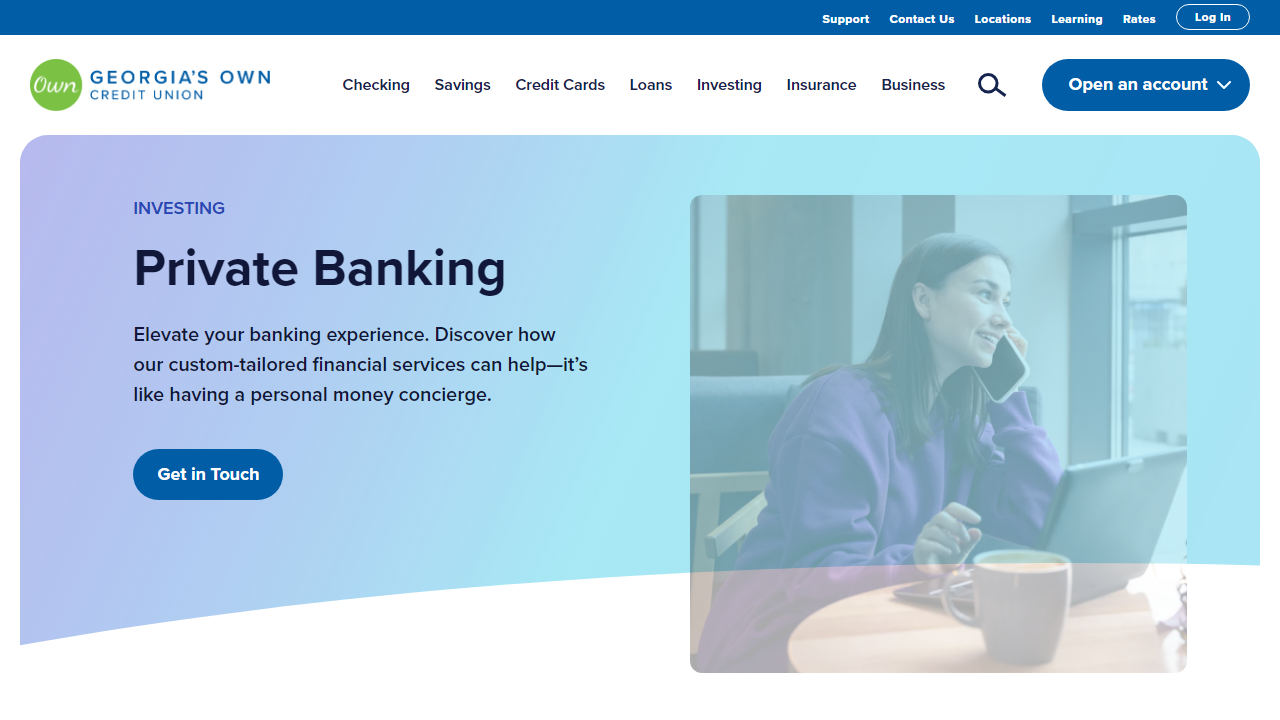 Support Contact Us Locations Learning Rates Log In
Own GEORGIA'S OWN
CREDIT UNION
Checking Savings Credit Cards Loans Investing Insurance Business Open an account
INVESTING
Private Banking
Elevate your banking experience. Discover how
our custom-tailored financial services can help—it's
like having a personal money concierge.
Get in Touch